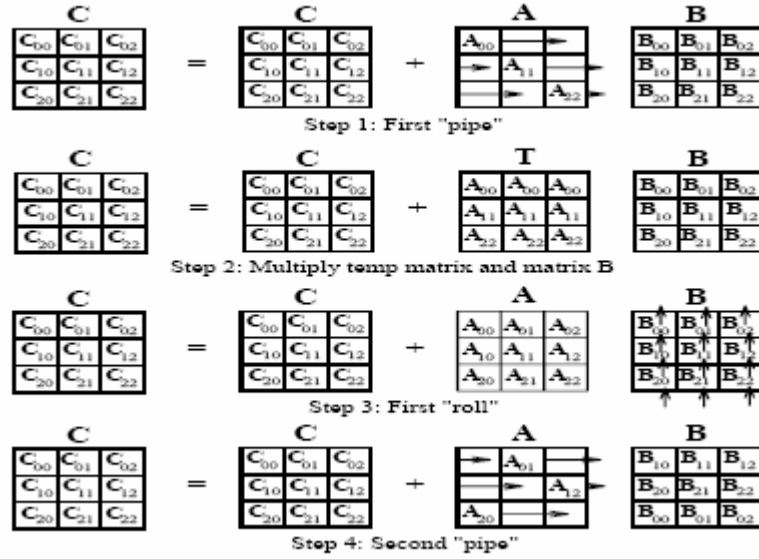 C C A B
C₀₀ C₀₁ C₀₂ C₀₀ C₀₁ C₀₂ A₀₀ B₀₀ B₀₁ B₀₂
C₁₀ C₁₁ C₁₂ = C₁₀ C₁₁ C₁₂ + A₁₁ B₁₀ B₁₁ B₁₂
C₂₀ C₂₁ C₂₂ C₂₀ C₂₁ C₂₂ A₂₂ B₂₀ B₂₁ B₂₂
Step 1: First "pipe"
C C T B
C₀₀ C₀₁ C₀₂ C₀₀ C₀₁ C₀₂ A₀₀ A₀₀ A₀₀ B₀₀ B₀₁ B₀₂
C₁₀ C₁₁ C₁₂ = C₁₀ C₁₁ C₁₂ + A₁₁ A₁₁ A₁₁ B₁₀ B₁₁ B₁₂
C₂₀ C₂₁ C₂₂ C₂₀ C₂₁ C₂₂ A₂₂ A₂₂ A₂₂ B₂₀ B₂₁ B₂₂
Step 2: Multiply temp matrix and matrix B
C C A B
C₀₀ C₀₁ C₀₂ C₀₀ C₀₁ C₀₂ A₀₀ A₀₁ A₀₂ B₀₀ B₀₁ B₀₂
C₁₀ C₁₁ C₁₂ = C₁₀ C₁₁ C₁₂ + A₁₀ A₁₁ A₁₂ B₁₀ B₁₁ B₁₂
C₂₀ C₂₁ C₂₂ C₂₀ C₂₁ C₂₂ A₂₀ A₂₁ A₂₂ B₂₀ B₂₁ B₂₂
Step 3: First "roll"
C C A B
C₀₀ C₀₁ C₀₂ C₀₀ C₀₁ C₀₂ A₀₁ B₁₀ B₁₁ B₁₂
C₁₀ C₁₁ C₁₂ = C₁₀ C₁₁ C₁₂ + A₁₂ B₂₀ B₂₁ B₂₂
C₂₀ C₂₁ C₂₂ C₂₀ C₂₁ C₂₂ A₂₀ B₀₀ B₀₁ B₀₂
Step 4: Second "pipe"